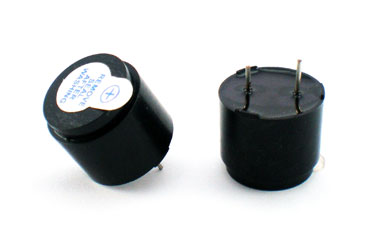 +
REMOVE
SEAL
AFTER
WASHING